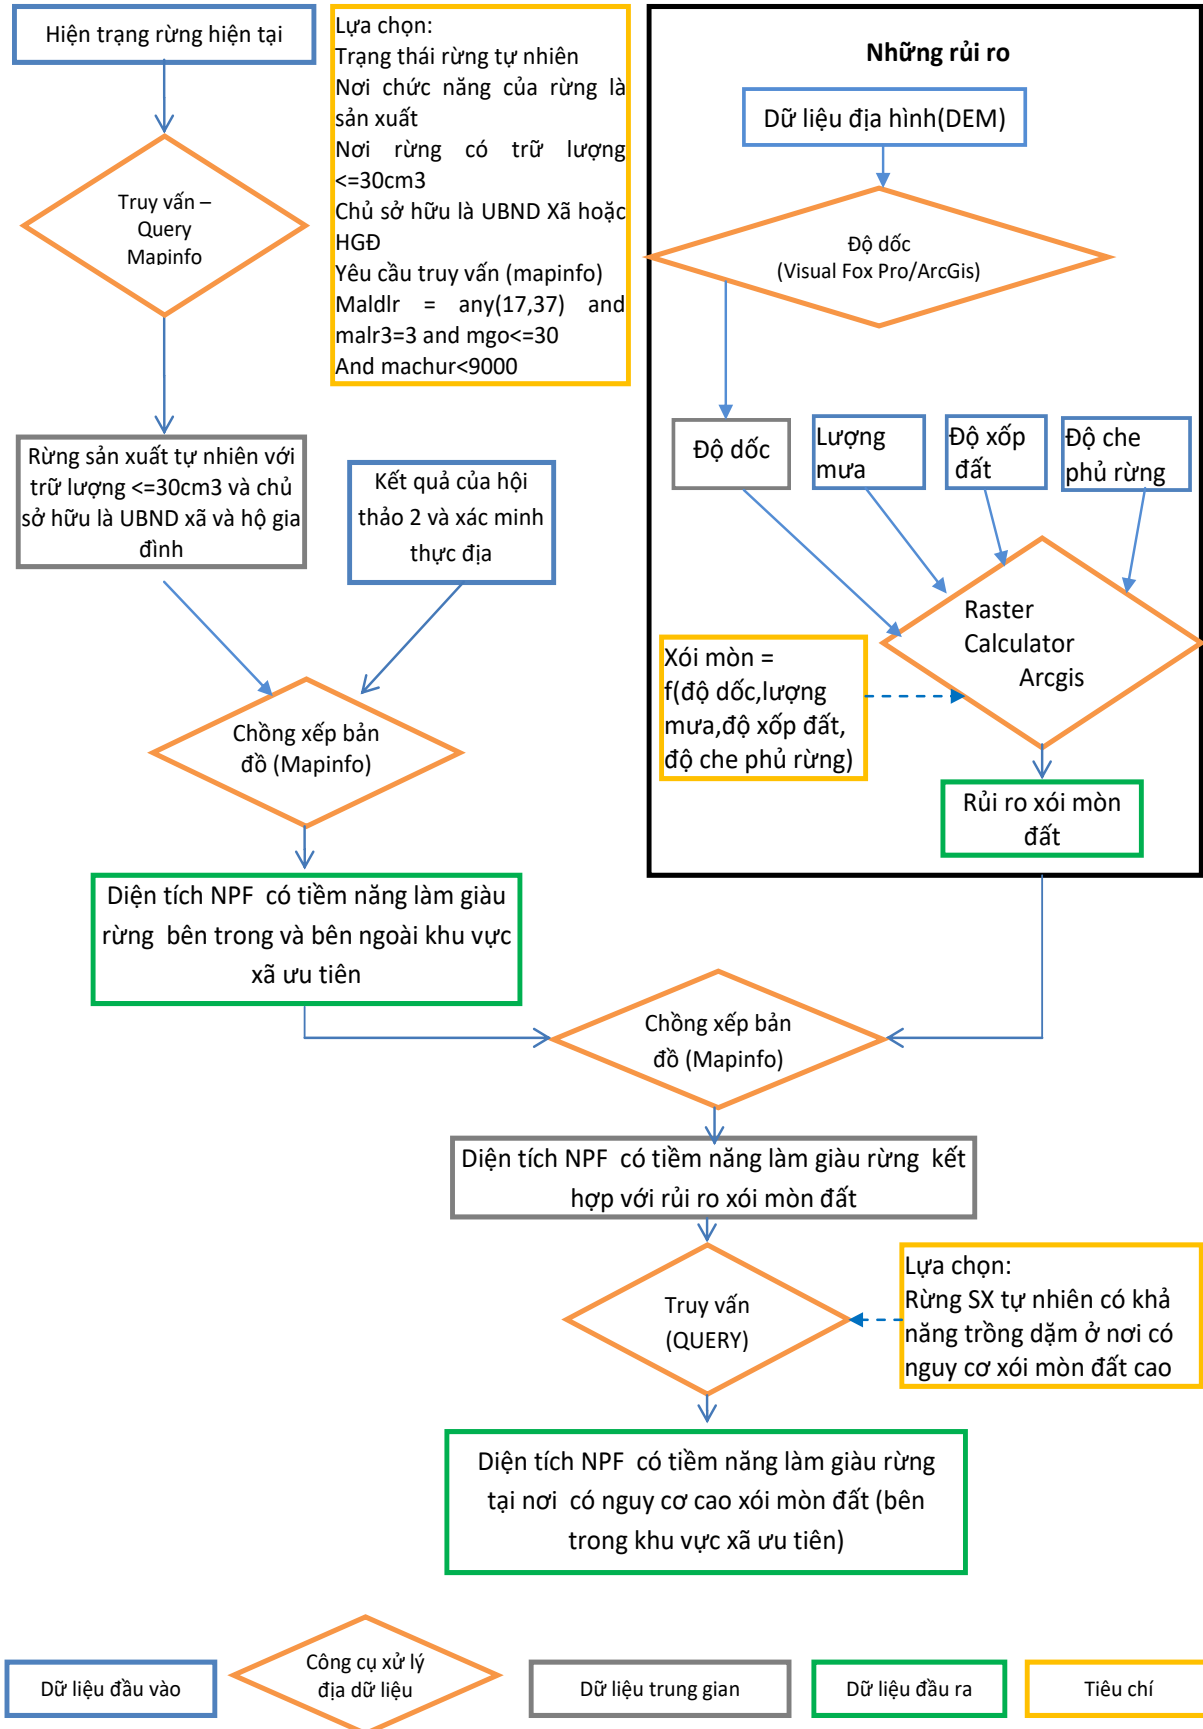 Hiện trạng rừng hiện tại
Lựa chọn:
Trạng thái rừng tự nhiên
Nơi chức năng của rừng là
sản xuất
Nơi rừng có trữ lượng
<=30cm3
Chủ sở hữu là UBND Xã hoặc
HGĐ
Yêu cầu truy vấn (mapinfo)
Maldlr = any(17,37) and
malr3=3 and mgo<=30
And machur<9000
Truy vấn –
Query
Mapinfo
Rừng sản xuất tự nhiên với
trữ lượng <=30cm3 và chủ
sở hữu là UBND xã và hộ gia
đình
Kết quả của hội
thảo 2 và xác minh
thực địa
Chồng xếp bản
đồ (Mapinfo)
Diện tích NPF có tiềm năng làm giàu
rừng bên trong và bên ngoài khu vực
xã ưu tiên
Những rủi ro
Dữ liệu địa hình(DEM)
Độ dốc
(Visual Fox Pro/ArcGis)
Độ dốc
Lượng
mưa
Độ xốp
đất
Độ che
phủ rừng
Raster
Calculator
Arcgis
Xói mòn =
f(độ dốc,lượng
mưa,độ xốp đất,
độ che phủ rừng)
Rủi ro xói mòn
đất
Chồng xếp bản
đồ (Mapinfo)
Diện tích NPF có tiềm năng làm giàu rừng kết
hợp với rủi ro xói mòn đất
Truy vấn
(QUERY)
Lựa chọn:
Rừng SX tự nhiên có khả
năng trồng dặm ở nơi có
nguy cơ xói mòn đất cao
Diện tích NPF có tiềm năng làm giàu rừng
tại nơi có nguy cơ cao xói mòn đất (bên
trong khu vực xã ưu tiên)
Dữ liệu đầu vào
Công cụ xử lý
địa dữ liệu
Dữ liệu trung gian
Dữ liệu đầu ra
Tiêu chí